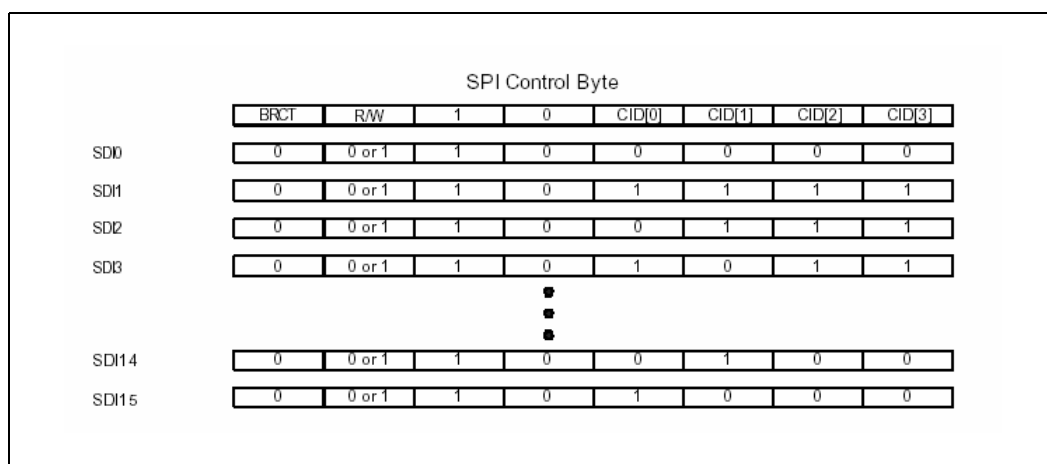 SPI Control Byte
BRCT R/W 1 0 CID[0] CID[1] CID[2] CID[3]
SDI0 0 0 or 1 1 0 0 0 0 0
SDI1 0 0 or 1 1 0 1 1 1 1
SDI2 0 0 or 1 1 0 0 1 1 1
SDI3 0 0 or 1 1 0 1 0 1 1
SDI14 0 0 or 1 1 0 0 1 0 0
SDI15 0 0 or 1 1 0 1 0 0 0